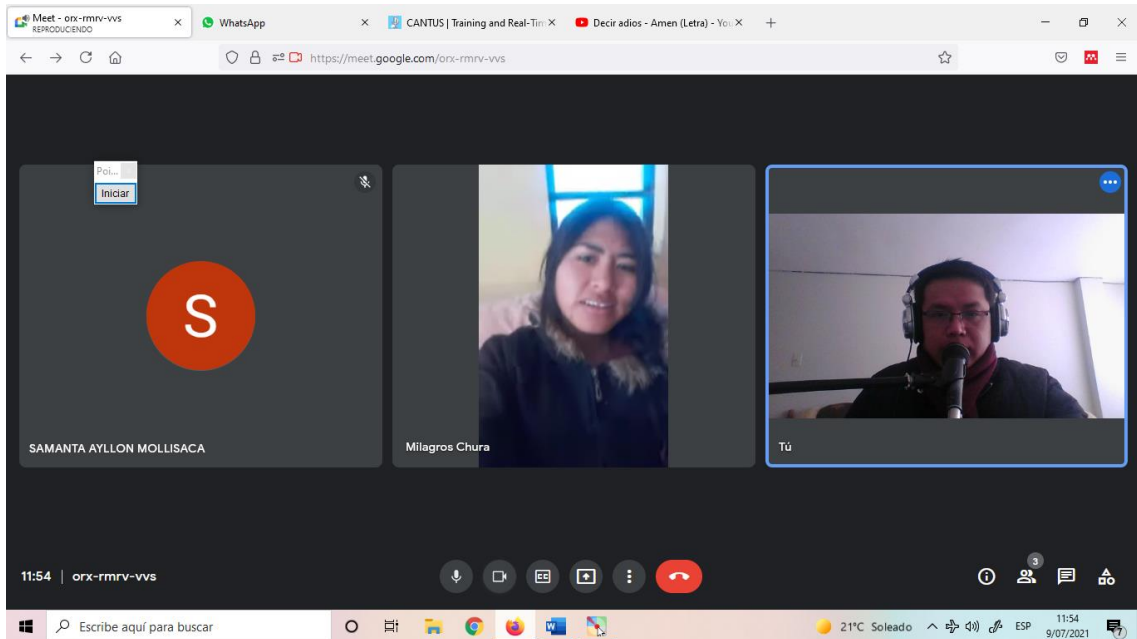 Meet - orx-rmrv-vvs
REPRODUCIENDO
WhatsApp
CANTUS | Training and Real-Tim
Decir adios - Amen (Letra) - You
https://meet.google.com/orx-rmrv-vvs
Poi...
Iniciar
S
SAMANTA AYLLON MOLLISACA
Milagros Chura
Tú
11:54 | orx-rmrv-vvs
3
Escribe aquí para buscar
21°C Soleado
ESP
11:54
9/07/2021
7